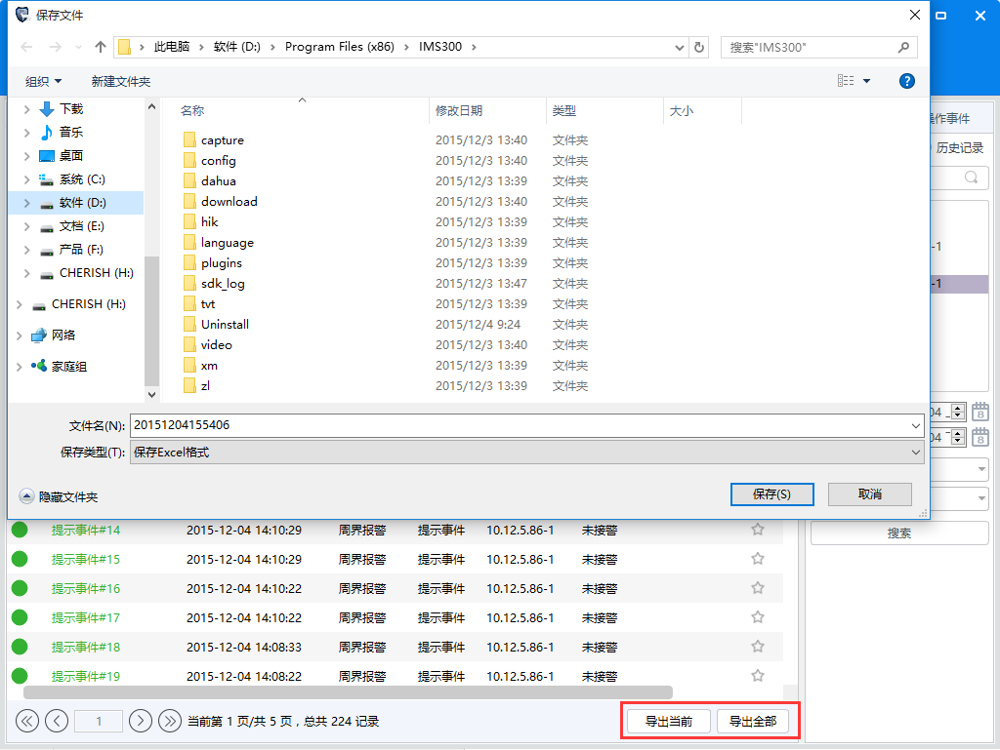 保存文件
此电脑 › 软件 (D:) › Program Files (x86) › IMS300 ›
搜索"IMS300"
组织 新建文件夹
名称 修改日期 类型 大小
下载
音乐
桌面
系统 (C:)
软件 (D:)
文档 (E:)
产品 (F:)
CHERISH (H:)
CHERISH (H:)
网络
家庭组
capture 2015/12/3 13:40 文件夹
config 2015/12/3 13:40 文件夹
dahua 2015/12/3 13:39 文件夹
download 2015/12/3 13:40 文件夹
hik 2015/12/3 13:39 文件夹
language 2015/12/3 13:39 文件夹
plugins 2015/12/3 13:39 文件夹
sdk_log 2015/12/3 13:47 文件夹
tvt 2015/12/3 13:39 文件夹
Uninstall 2015/12/4 9:24 文件夹
video 2015/12/3 13:40 文件夹
xm 2015/12/3 13:39 文件夹
zl 2015/12/3 13:39 文件夹
文件名(N): 20151204155406
保存类型(T): 保存Excel格式
隐藏文件夹
保存(S) 取消
作事件
历史记录
-1
-1
04
8
04
8
搜索
提示事件#14 2015-12-04 14:10:29 周界报警 提示事件 10.12.5.86-1 未接警
提示事件#15 2015-12-04 14:10:29 周界报警 提示事件 10.12.5.86-1 未接警
提示事件#16 2015-12-04 14:10:22 周界报警 提示事件 10.12.5.86-1 未接警
提示事件#17 2015-12-04 14:10:22 周界报警 提示事件 10.12.5.86-1 未接警
提示事件#18 2015-12-04 14:08:33 周界报警 提示事件 10.12.5.86-1 未接警
提示事件#19 2015-12-04 14:08:22 周界报警 提示事件 10.12.5.86-1 未接警
1 当前第 1 页/共 5 页，总共 224 记录
导出当前 导出全部